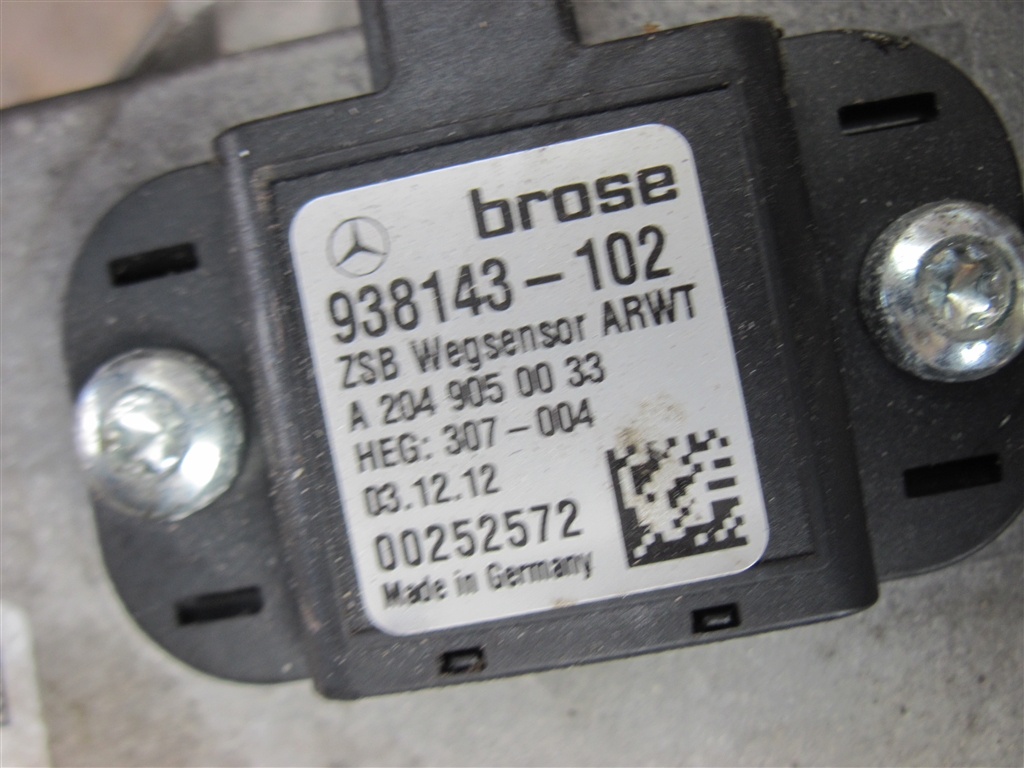 brose
938143-102
ZSB Wegsensor ARWT
A 204 905 00 33
HEG: 307-004
03.12.12
00252572
Made in Germany